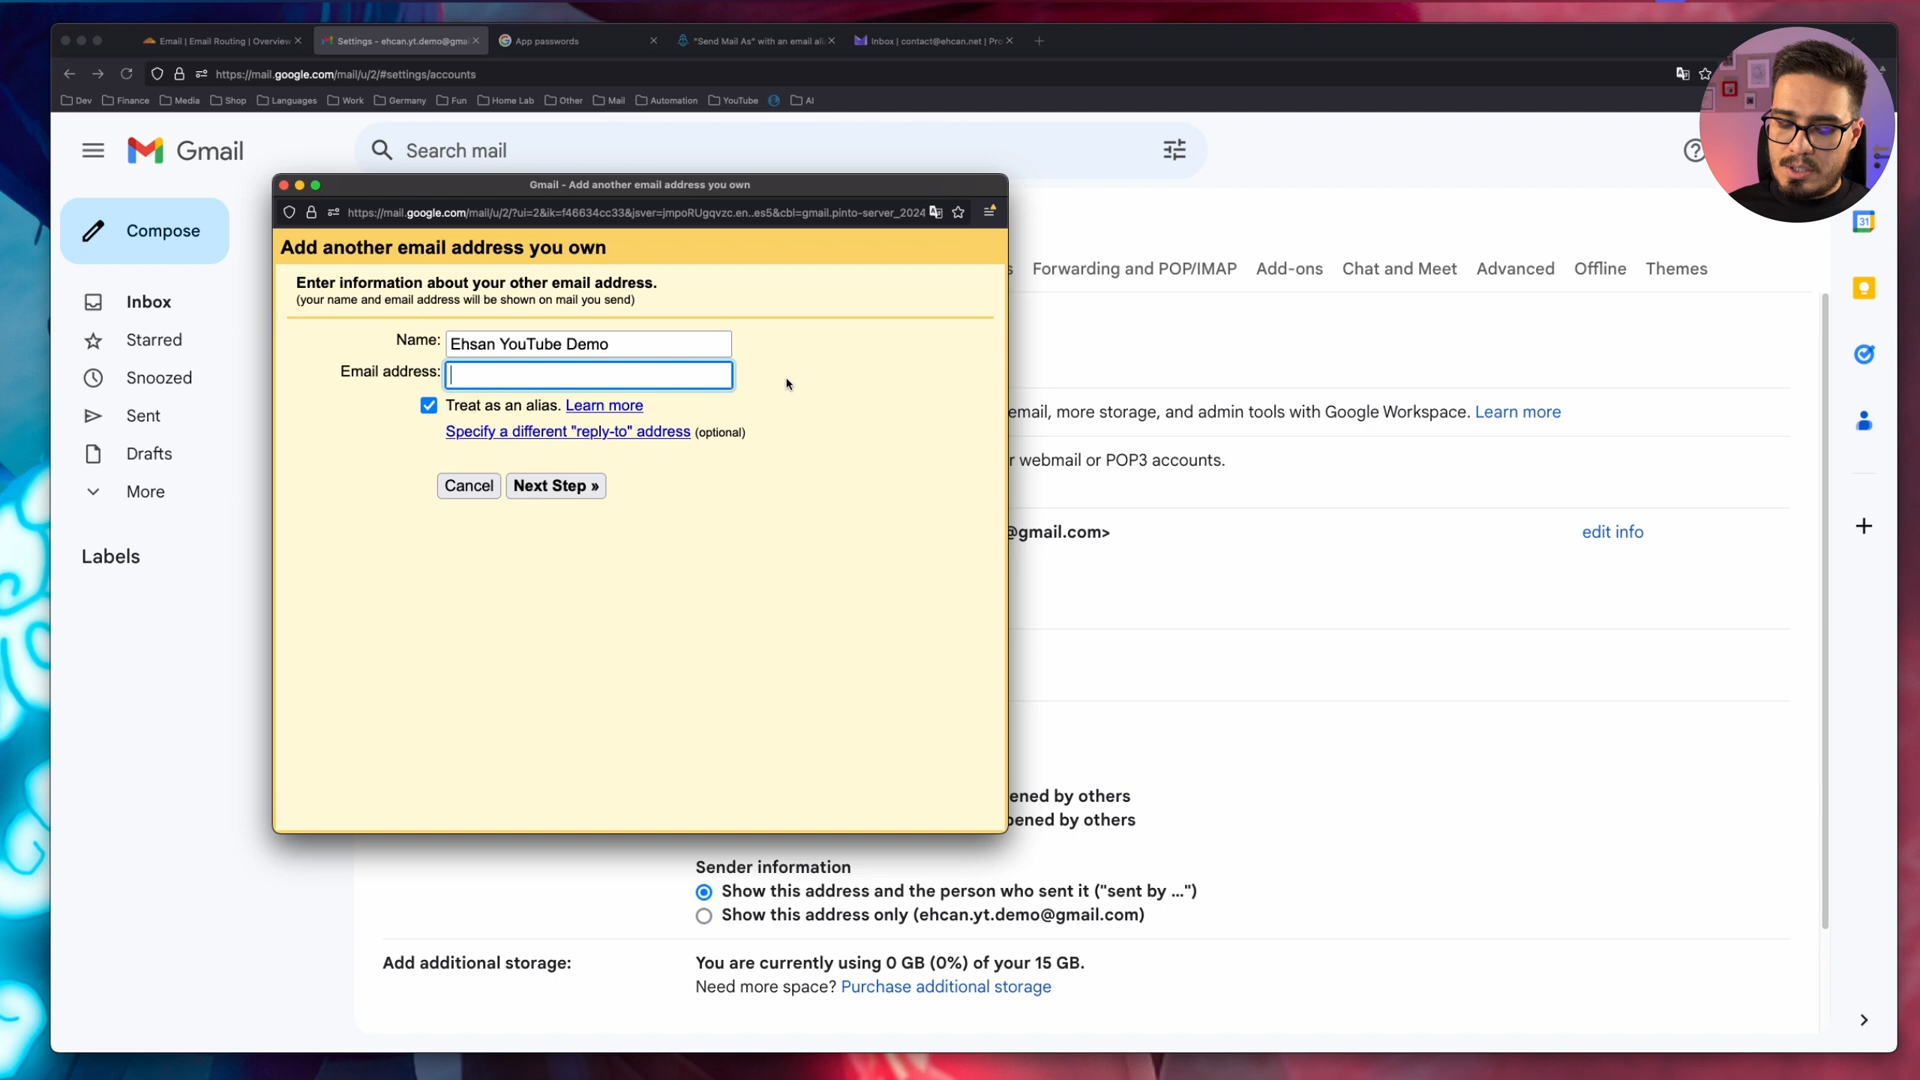 Email | Email Routing | Overview
Settings - ehcan.yt.demo@gma
App passwords
"Send Mail As" with an email ali
Inbox | contact@ehcan.net | Pro
https://mail.google.com/mail/u/2/#settings/accounts
Dev
Finance
Media
Shop
Languages
Work
Germany
Fun
Home Lab
Other
Mail
Automation
YouTube
AI
Gmail
Search mail
Gmail - Add another email address you own
https://mail.google.com/mail/u/2/?ui=2&ik=f46634cc33&jsver=jmpoRUgqvzc.en..es5&cbl=gmail.pinto-server_2024
Compose
Add another email address you own
Enter information about your other email address.
(your name and email address will be shown on mail you send)
s
Forwarding and POP/IMAP
Add-ons
Chat and Meet
Advanced
Offline
Themes
31
Inbox
Starred
Snoozed
Sent
Drafts
More
Labels
Name: Ehsan YouTube Demo
Email address:
Treat as an alias. Learn more
Specify a different "reply-to" address (optional)
Cancel
Next Step »
email, more storage, and admin tools with Google Workspace. Learn more
r webmail or POP3 accounts.
@gmail.com>
edit info
ened by others
pened by others
Sender information
Show this address and the person who sent it ("sent by ...")
Show this address only (ehcan.yt.demo@gmail.com)
Add additional storage:
You are currently using 0 GB (0%) of your 15 GB.
Need more space? Purchase additional storage